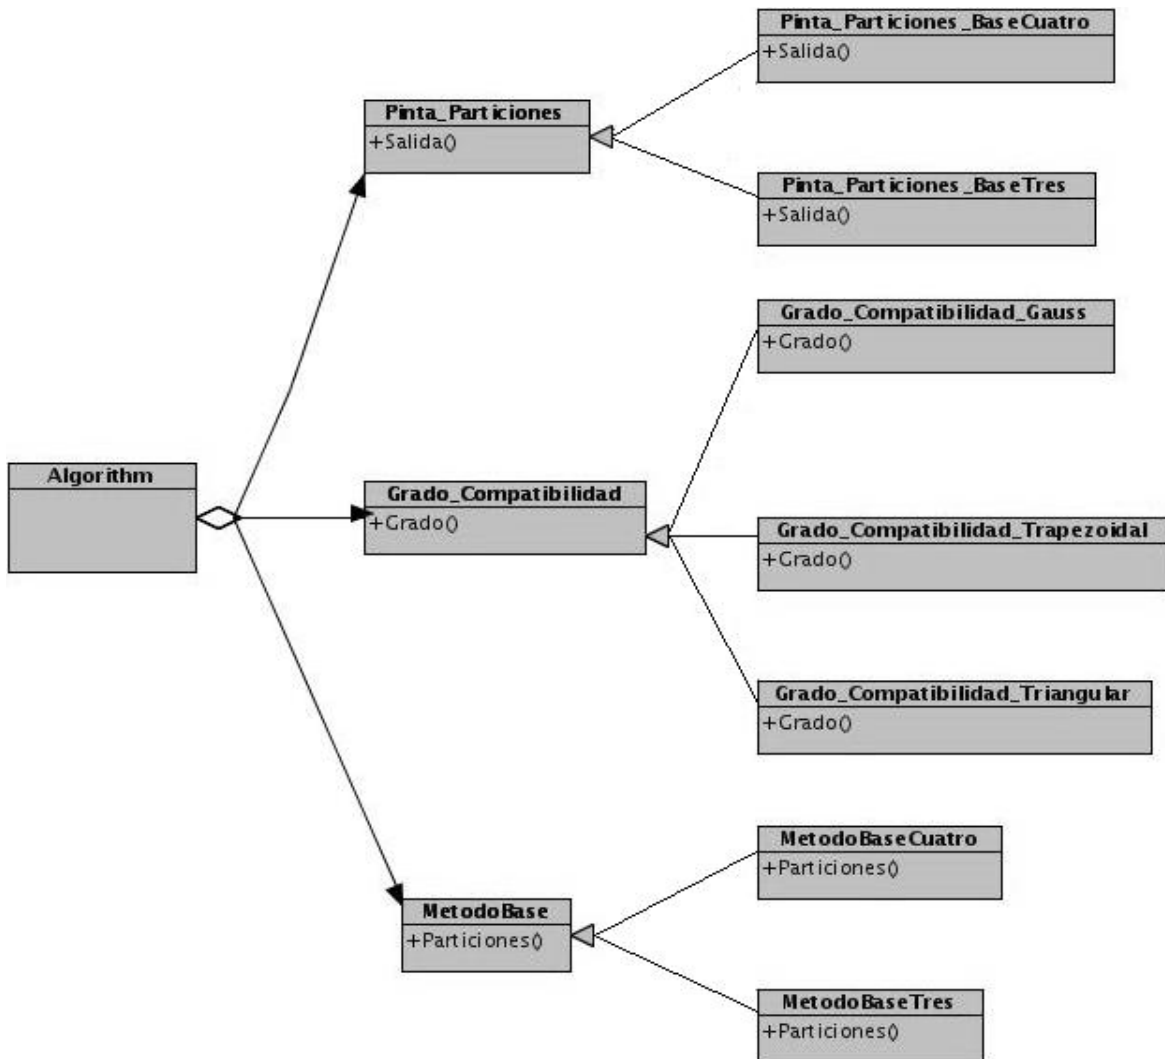 Pinta_Particiones_BaseCuatro
+Salida()
Pinta_Particiones
+Salida()
Pinta_Particiones_BaseTres
+Salida()
Grado_Compatibilidad_Gauss
+Grado()
Algorithm
Grado_Compatibilidad
+Grado()
Grado_Compatibilidad_Trapezoidal
+Grado()
Grado_Compatibilidad_Triangular
+Grado()
MetodoBaseCuatro
+Particiones()
MetodoBase
+Particiones()
MetodoBaseTres
+Particiones()